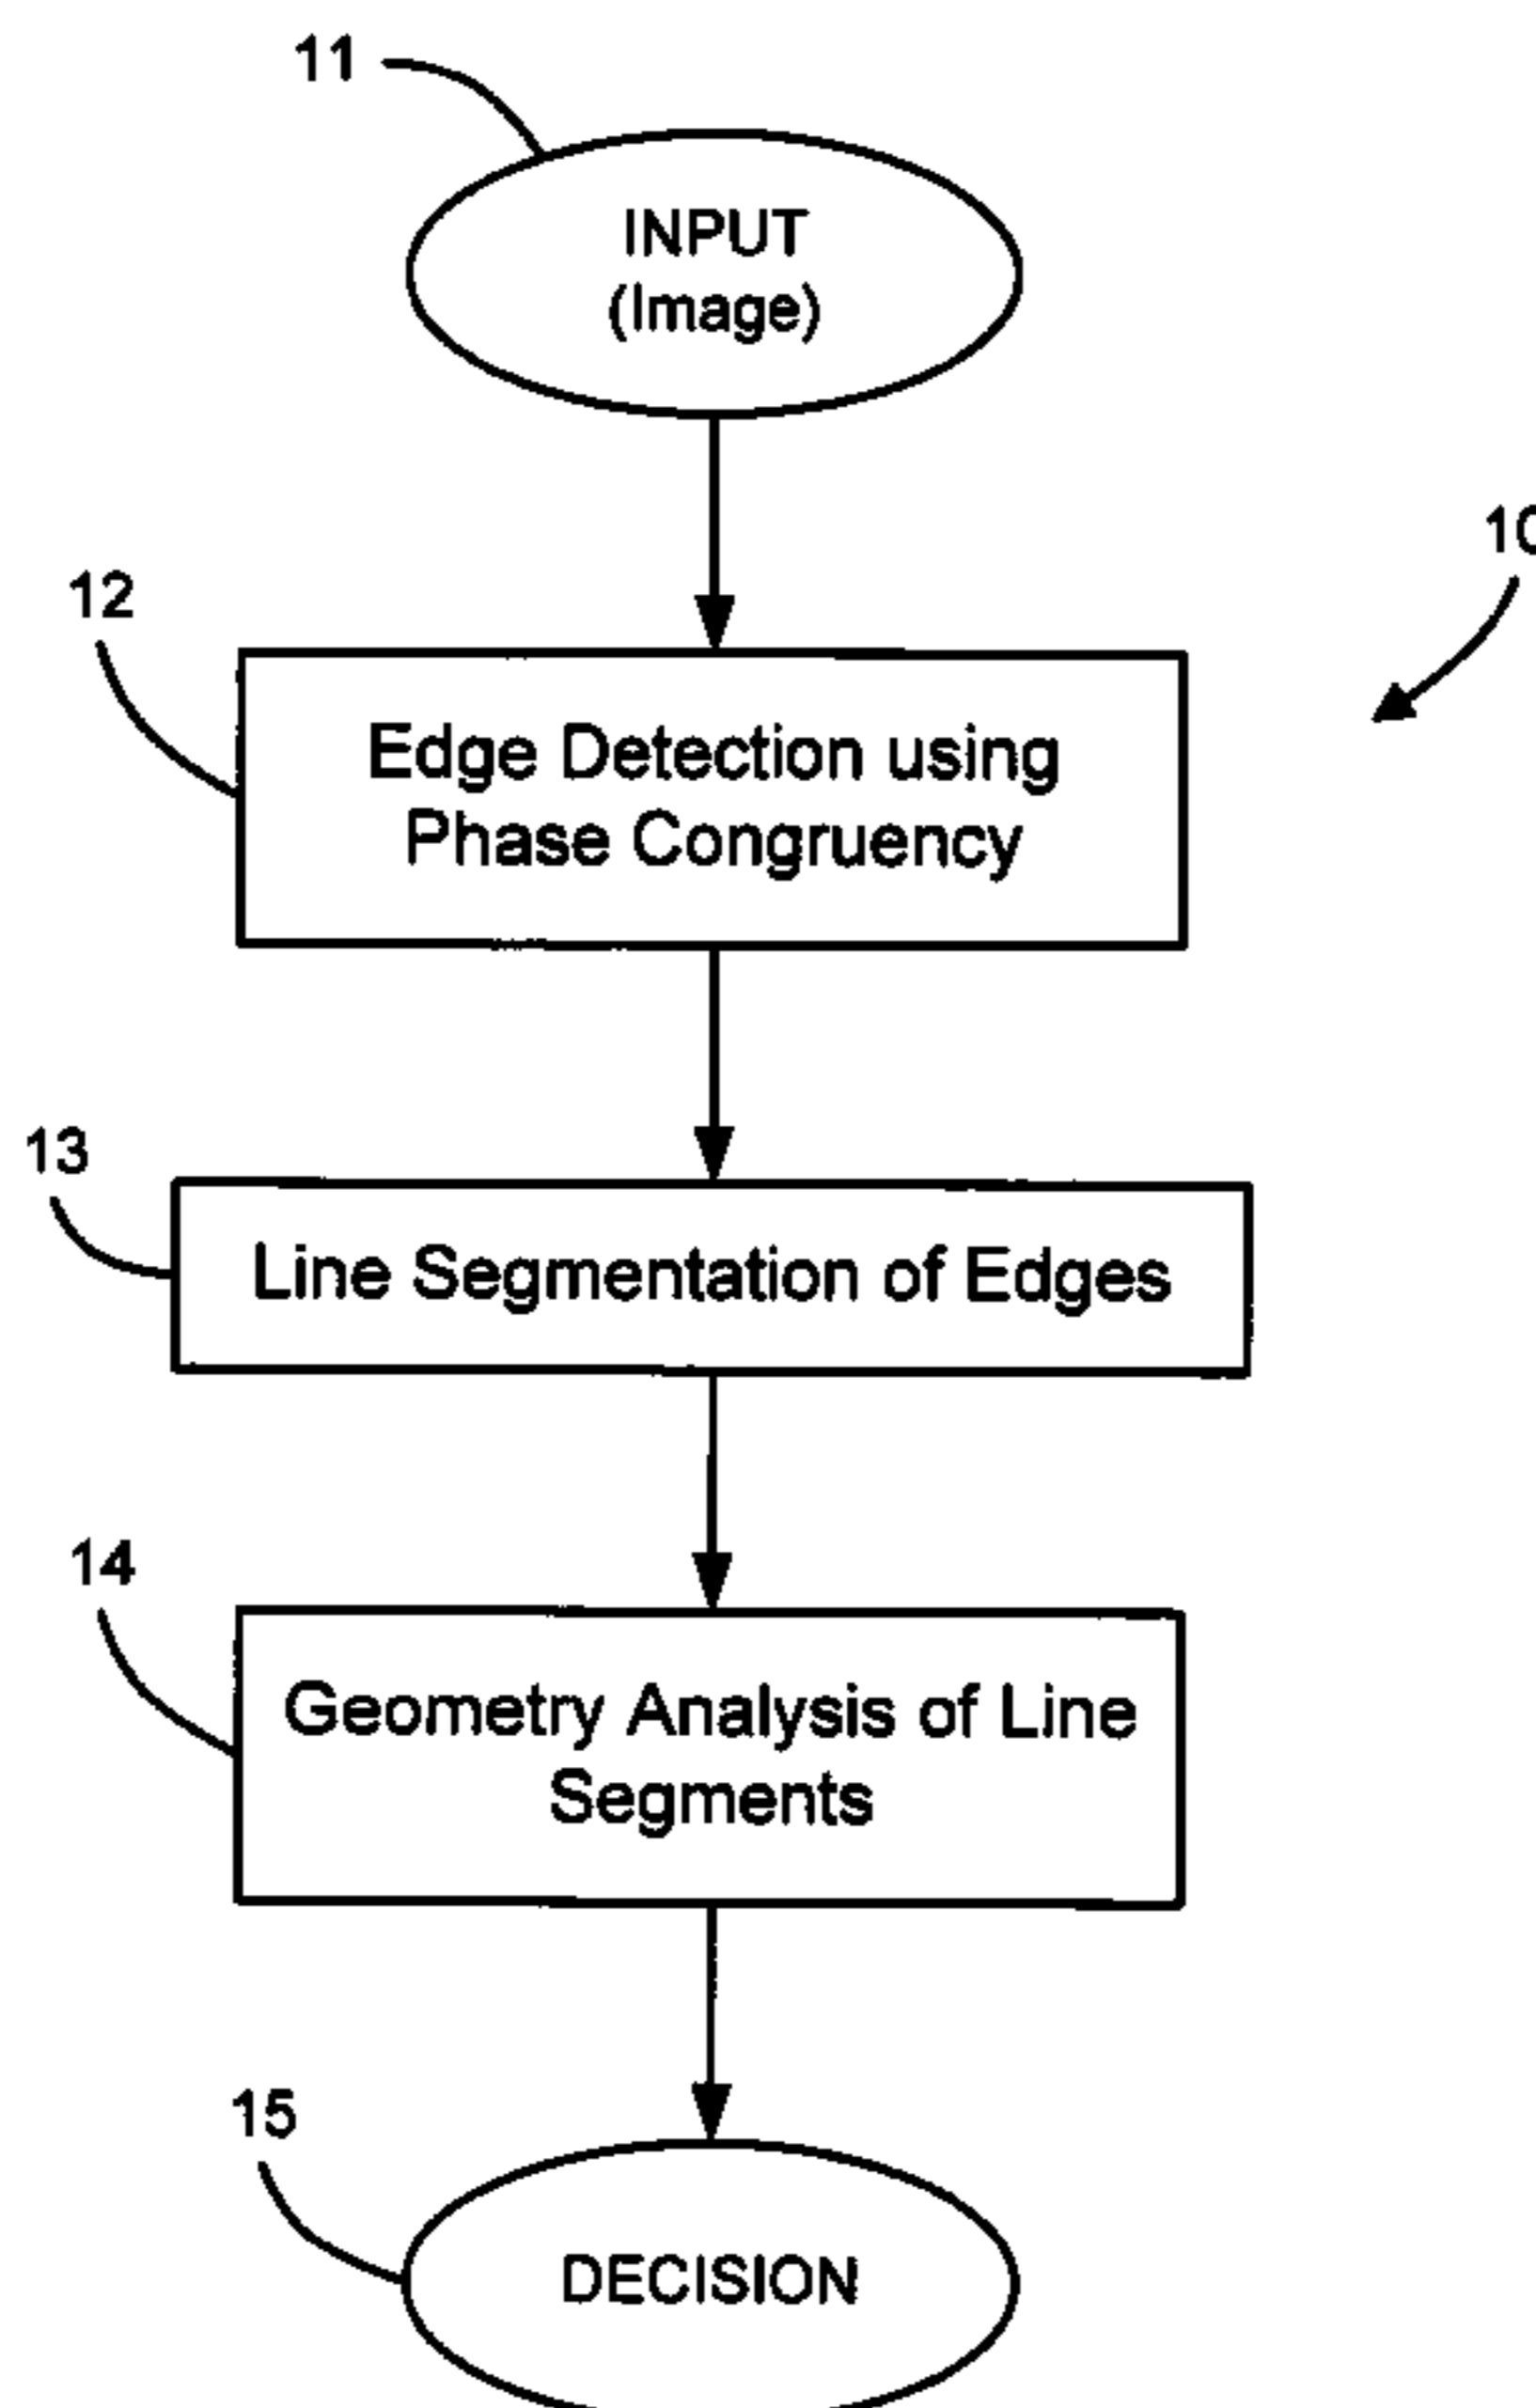 11
INPUT
(Image)
10
12
Edge Detection using
Phase Congruency
13
Line Segmentation of Edges
14
Geometry Analysis of Line
Segments
15
DECISION